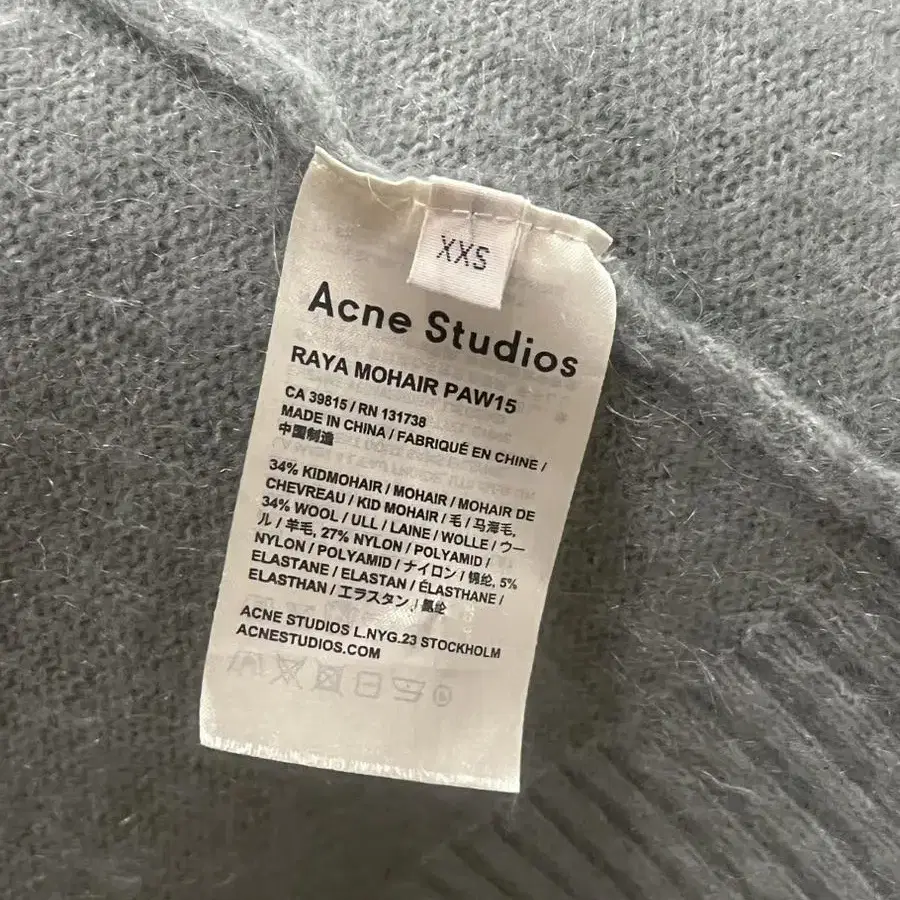 XXS
Acne Studios
RAYA MOHAIR PAW15
CA 39815 / RN 131738
MADE IN CHINA / FABRIQUÉ EN CHINE /
中国制造
34% KIDMOHAIR / MOHAIR / MOHAIR DE
CHEVREAU / KID MOHAIR / 毛 / 马海毛,
34% WOOL / ULL / LAINE / WOLLE / ウー
ル / 羊毛, 27% NYLON / POLYAMID /
NYLON / POLYAMID / ナイロン / 锦纶, 5%
ELASTANE / ELASTAN / ÉLASTHANE /
ELASTHAN / エラスタン / 氨纶
ACNE STUDIOS L.NYG.23 STOCKHOLM
ACNESTUDIOS.COM